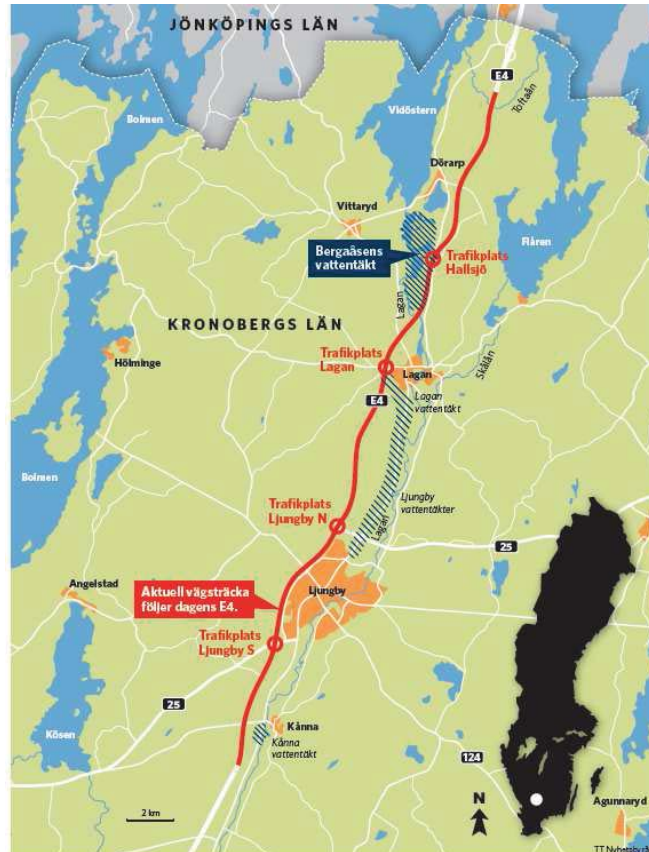 JÖNKÖPINGS LÄN
E4
Toftaån
Bolmen
Vidöstern
Dörarp
Vittaryd
Flåren
Bergaåsens
vattentäkt
Trafikplats
Hallsjö
Lagan
KRONOBERGS LÄN
Skålån
Hölminge
Trafikplats
Lagan
Lagan
E4
Lagan
vattentäkt
Bolmen
Ljungby
vattentäkter
Trafikplats
Ljungby N
Lagan
25
Angelstad
Aktuell vägsträcka
följer dagens E4.
Ljungby
Trafikplats
Ljungby S
25
Kånna
Kösen
Kånna
vattentäkt
124
2 km
N
Agunnaryd